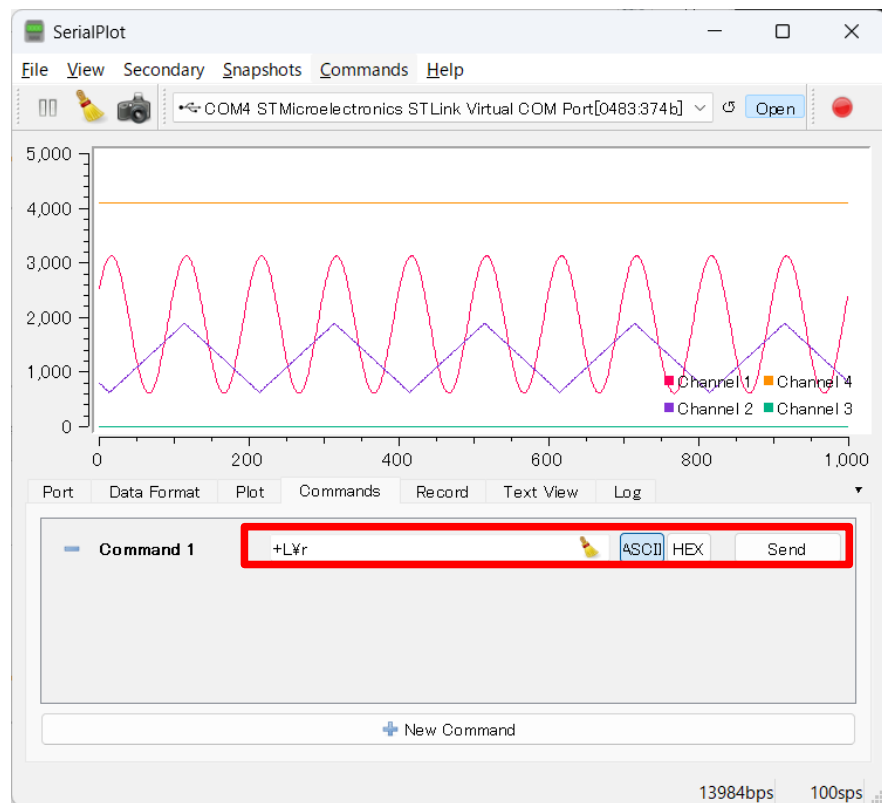 SerialPlot
File View Secondary Snapshots Commands Help
COM4 STMicroelectronics STLink Virtual COM Port[0483:374b] Open
5,000
4,000
3,000
2,000
1,000
0
Channel 1 Channel 4
Channel 2 Channel 3
0 200 400 600 800 1,000
Port Data Format Plot Commands Record Text View Log
Command 1 +L¥r ASCII HEX Send
New Command
13984bps 100sps